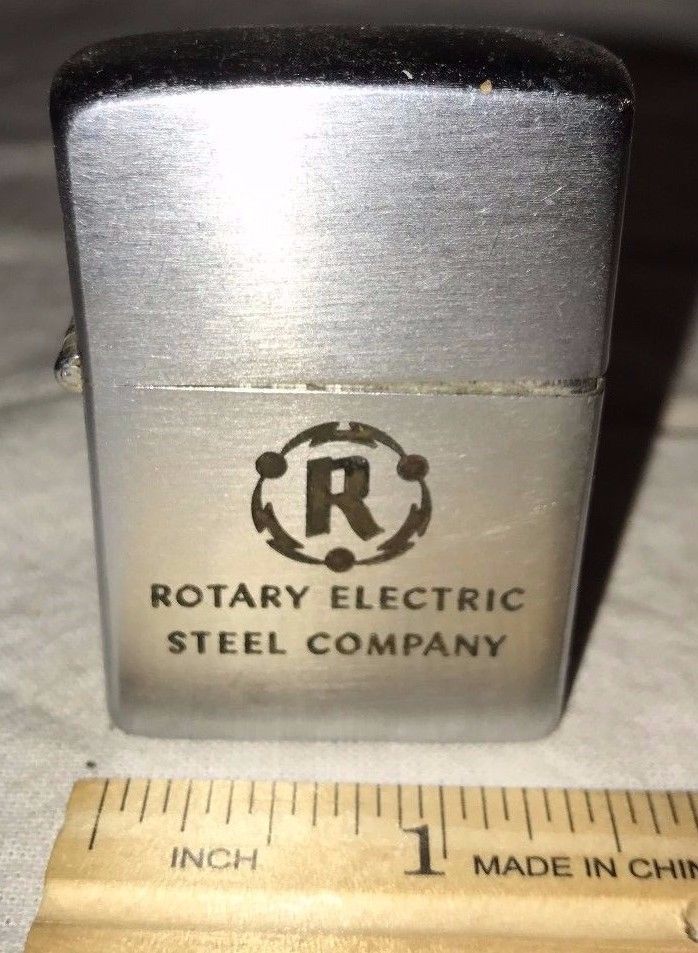 R
ROTARY ELECTRIC
STEEL COMPANY
1
INCH
MADE IN CHIN